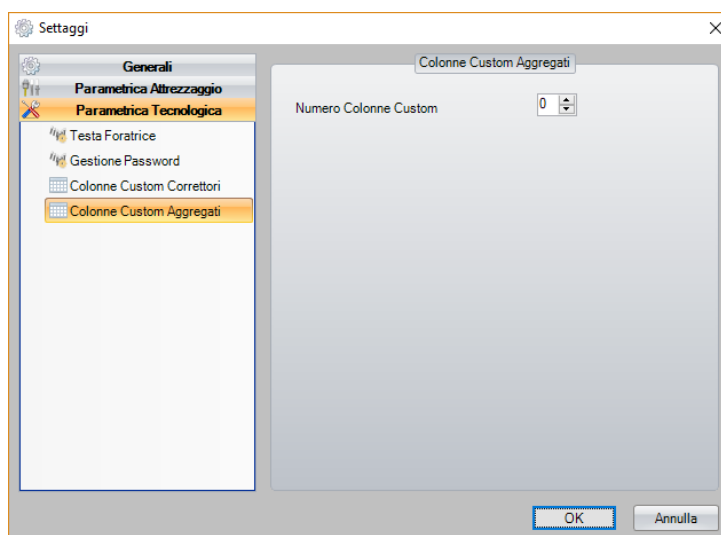 Settaggi
Generali
Parametrica Attrezzaggio
Parametrica Tecnologica
Testa Foratrice
Gestione Password
Colonne Custom Correttori
Colonne Custom Aggregati
Colonne Custom Aggregati
Numero Colonne Custom 0
OK Annulla